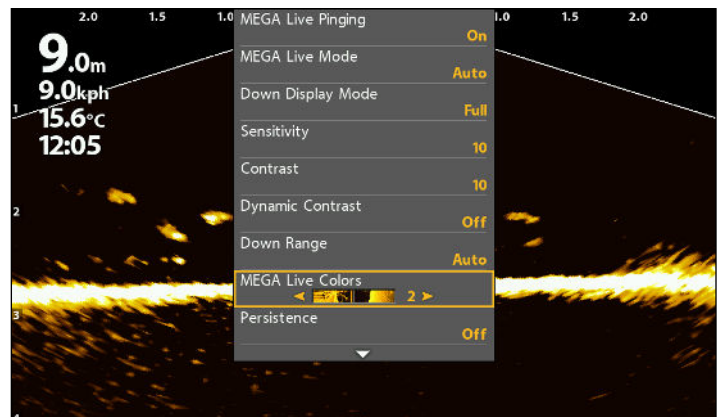 2.0 1.5 1.0 1.0 1.5 2.0
9.0m
9.0kph
15.6°C
12:05
1
2
3
MEGA Live Pinging
On
MEGA Live Mode
Auto
Down Display Mode
Full
Sensitivity
10
Contrast
10
Dynamic Contrast
Off
Down Range
Auto
MEGA Live Colors
2
Persistence
Off